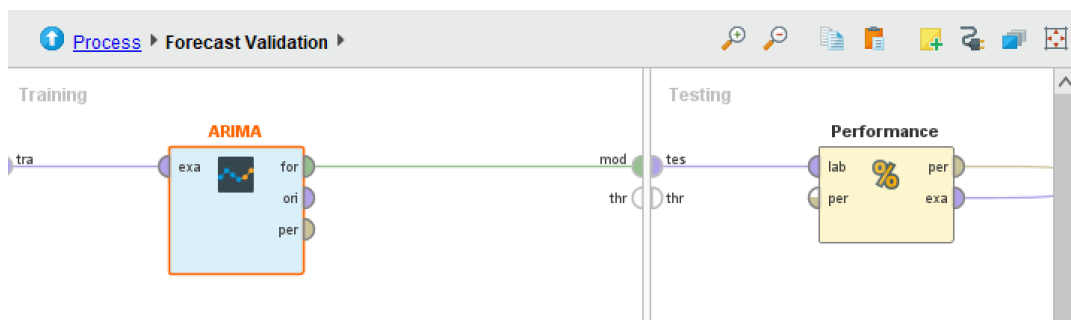 Process Forecast Validation
Training
Testing
ARIMA
Performance
tra
exa
for
mod
tes
lab
%
per
ori
thr
thr
per
exa
per